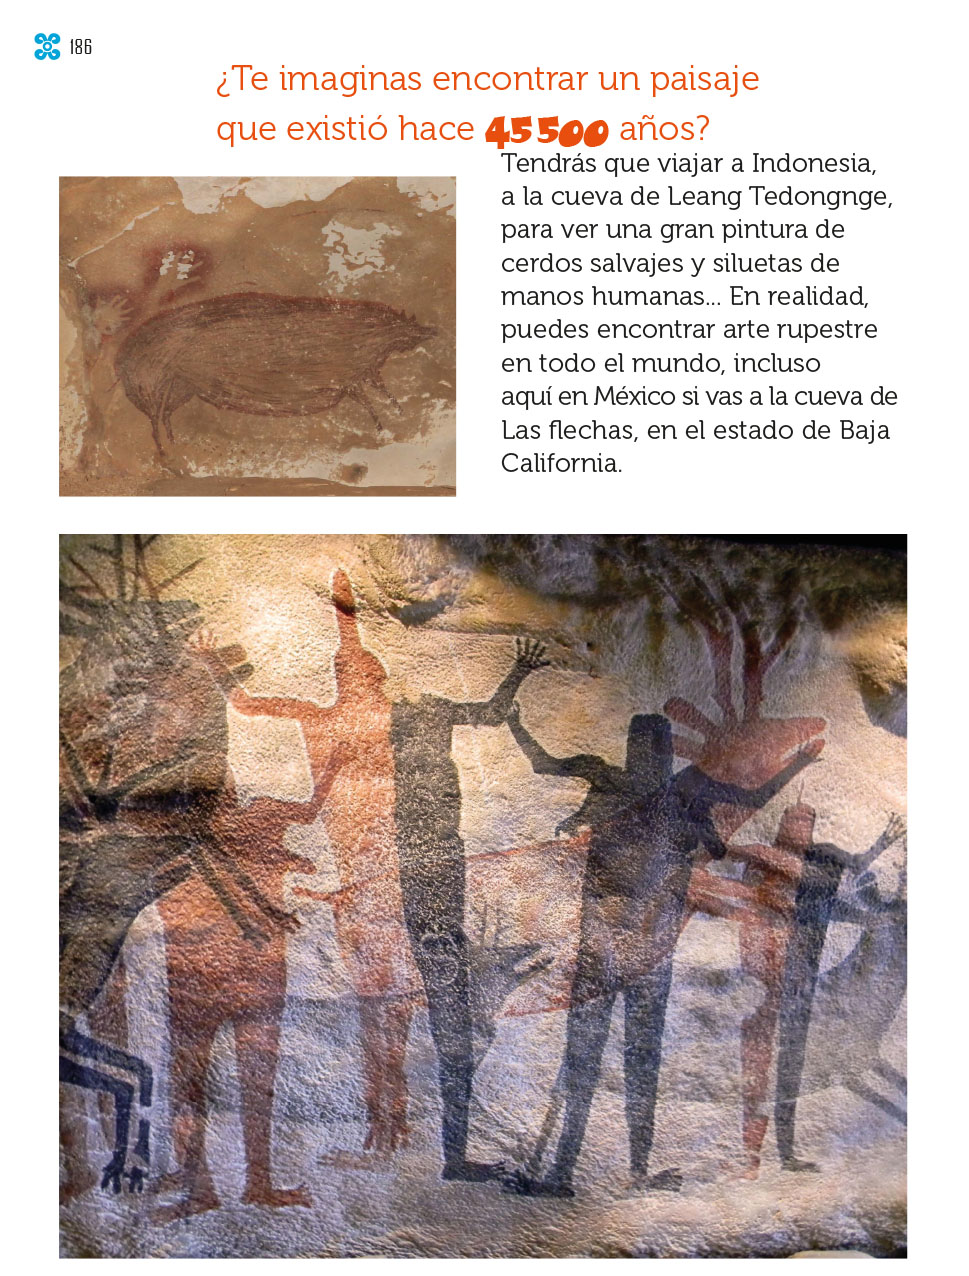 186
¿Te imaginas encontrar un paisaje
que existió hace 45 500 años?
Tendrás que viajar a Indonesia,
a la cueva de Leang Tedongnge,
para ver una gran pintura de
cerdos salvajes y siluetas de
manos humanas... En realidad,
puedes encontrar arte rupestre
en todo el mundo, incluso
aquí en México si vas a la cueva de
Las flechas, en el estado de Baja
California.